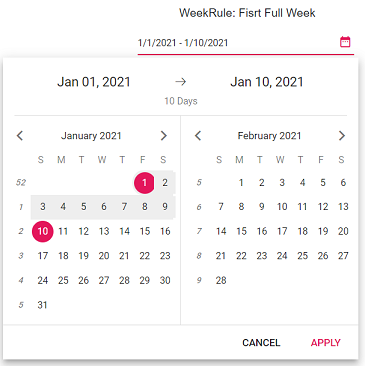 WeekRule: Fisrt Full Week
1/1/2021 - 1/10/2021
Jan 01, 2021 → Jan 10, 2021
10 Days
January 2021
S M T W T F S
52 1 2
1 3 4 5 6 7 8 9
2 10 11 12 13 14 15 16
3 17 18 19 20 21 22 23
4 24 25 26 27 28 29 30
5 31
February 2021
S M T W T F S
5 1 2 3 4 5 6
6 7 8 9 10 11 12 13
7 14 15 16 17 18 19 20
8 21 22 23 24 25 26 27
9 28
CANCEL APPLY